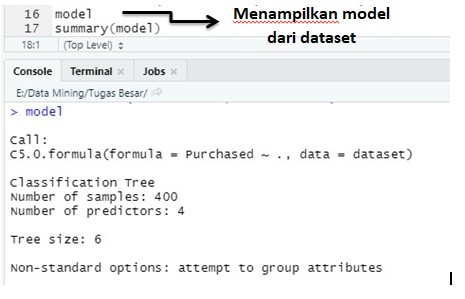 16 model
Menampilkan model
17 summary(model)
dari dataset
18:1 (Top Level)
Console Terminal Jobs
E:/Data Mining/Tugas Besar/
> model
Call:
C5.0.formula(formula = Purchased ~ ., data = dataset)
Classification Tree
Number of samples: 400
Number of predictors: 4
Tree size: 6
Non-standard options: attempt to group attributes